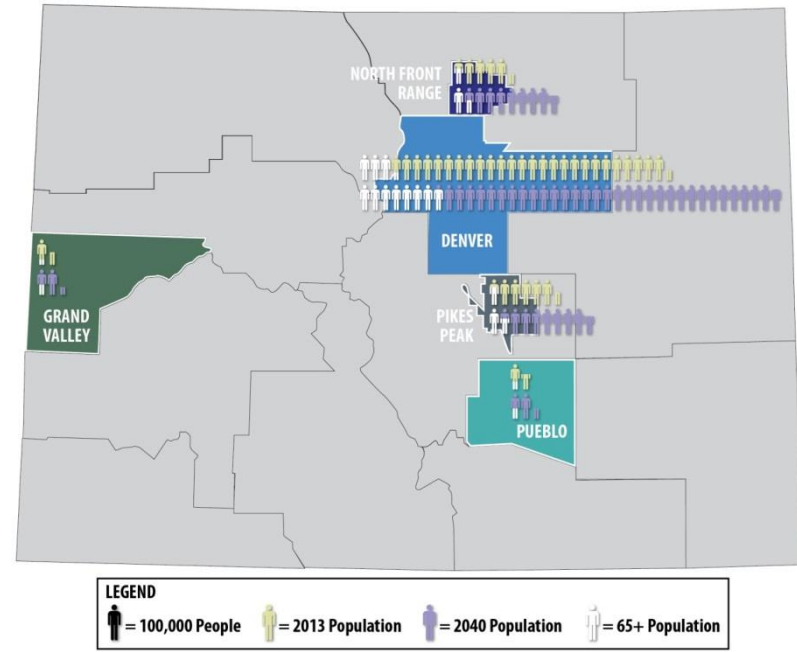 NORTH FRONT
RANGE
DENVER
GRAND
VALLEY
PIKES
PEAK
PUEBLO
LEGEND
= 100,000 People
= 2013 Population
= 2040 Population
= 65+ Population